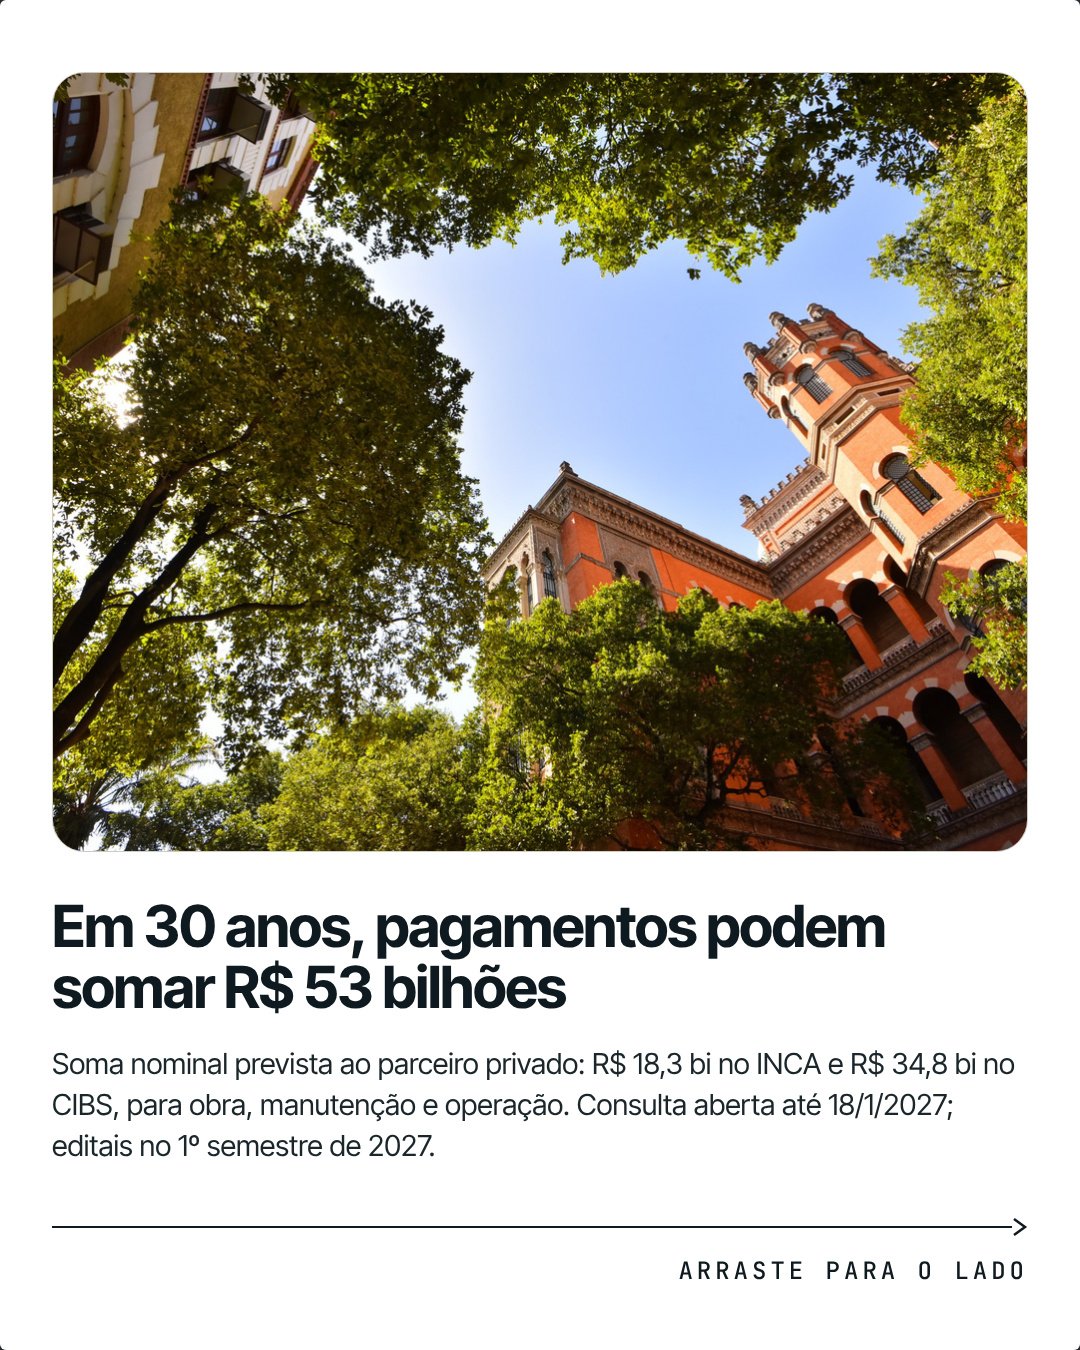 Em 30 anos, pagamentos podem
somar R$ 53 bilhões
Soma nominal prevista ao parceiro privado: R$ 18,3 bi no INCA e R$ 34,8 bi no
CIBS, para obra, manutenção e operação. Consulta aberta até 18/1/2027;
editais no 1º semestre de 2027.
ARRASTE PARA O LADO